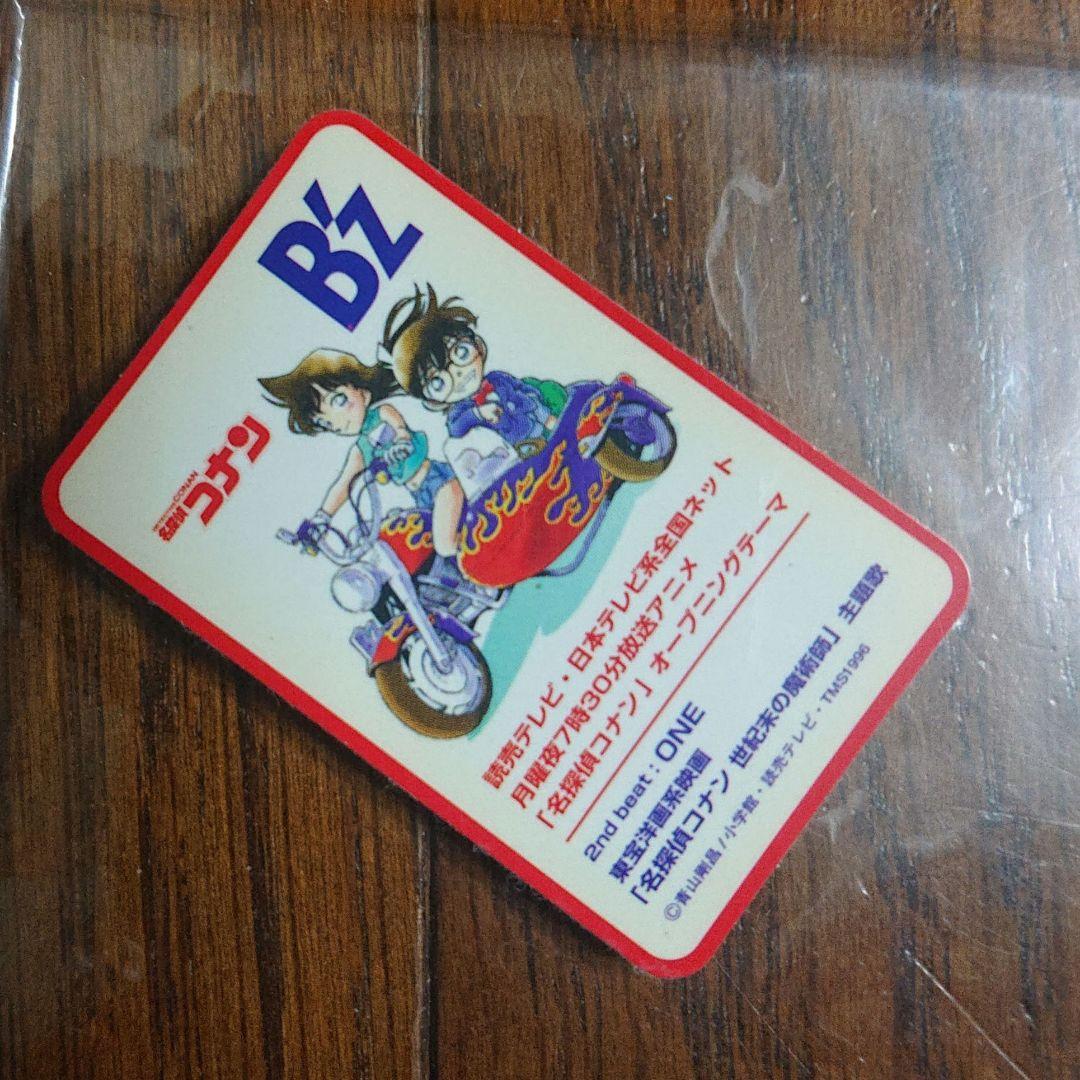 B'z
CONAN
名探偵
コナン
読売テレビ・日本テレビ系全国ネット
月曜夜7時30分放送アニメ
「名探偵コナン」オープニングテーマ
2nd beat : ONE
東宝洋画系映画
「名探偵コナン 世紀末の魔術師」主題歌
©青山剛昌/小学館・読売テレビ・TMS1996